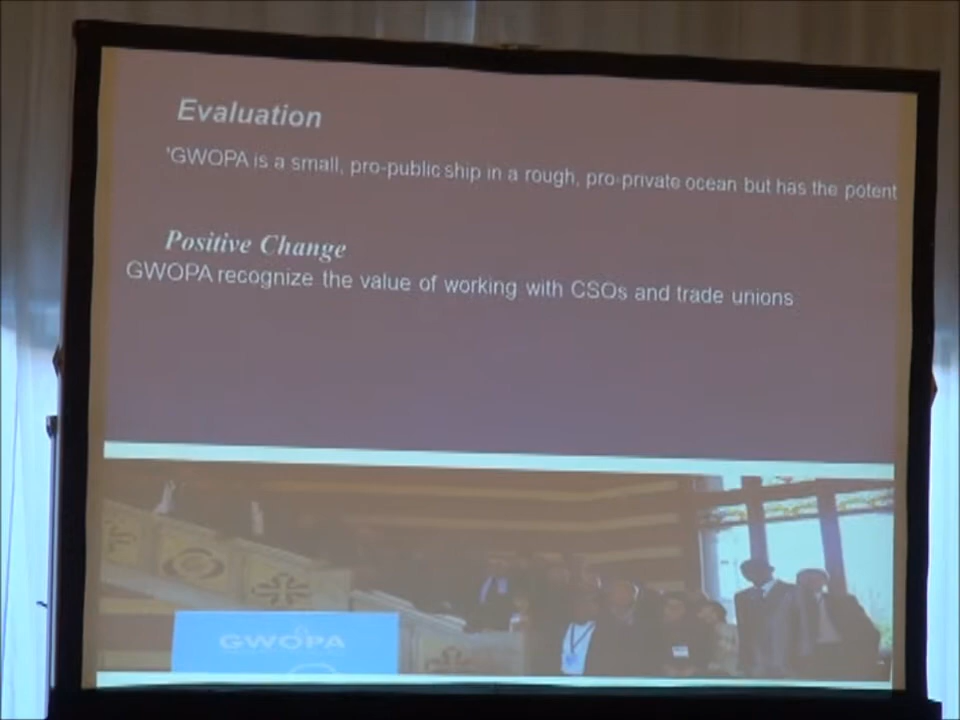 Evaluation
'GWOPA is a small, pro-public ship in a rough, pro-private ocean but has the potent
Positive Change
GWOPA recognize the value of working with CSOs and trade unions
GWOPA